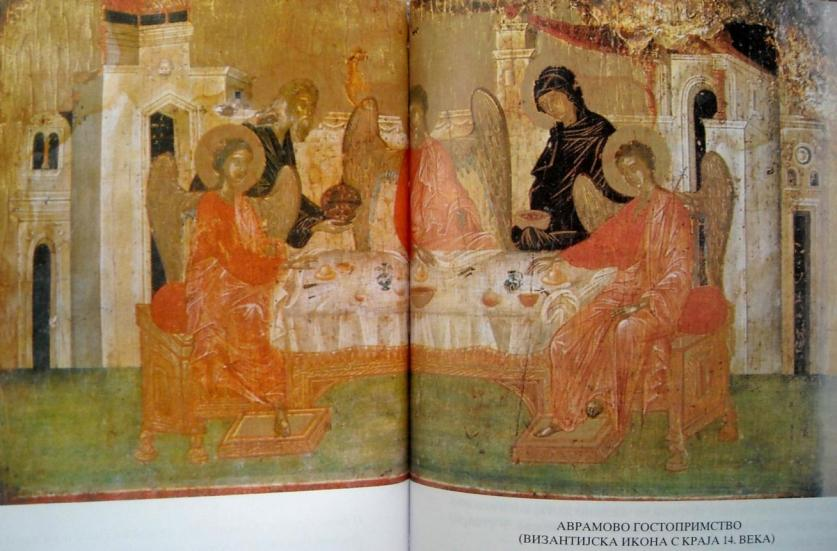 АВРАМОВО ГОСТОПРИМСТВО
(ВИЗАНТИЈСКА ИКОНА С КРАЈА 14. ВЕКА)